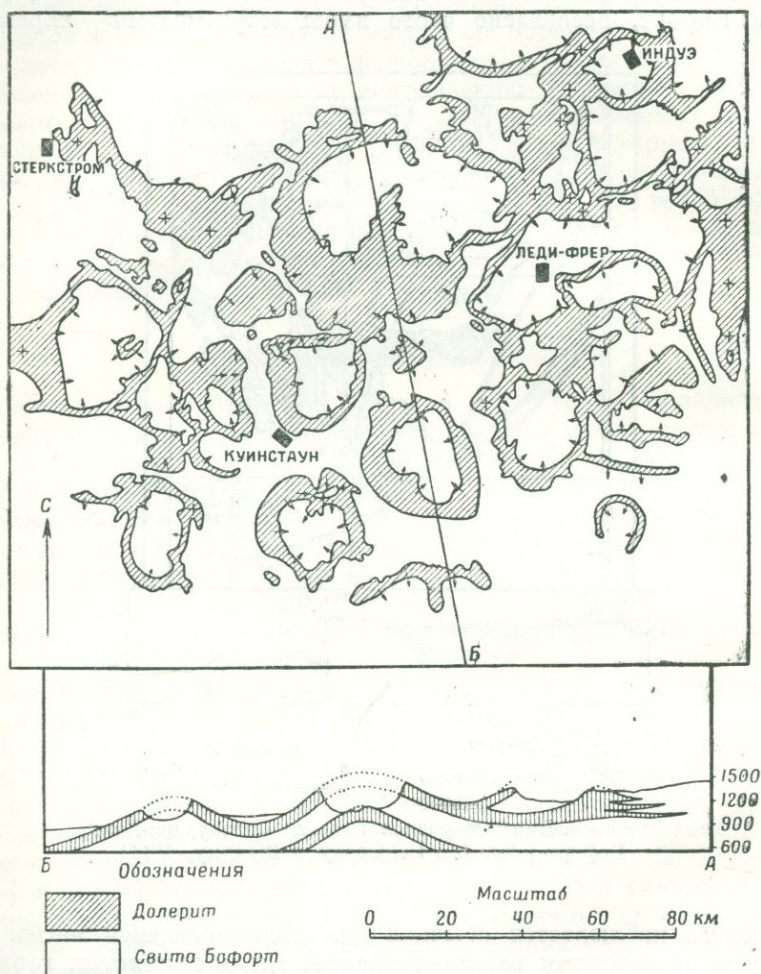 А
ИНДУЭ
СТЕРКСТРОМ
ЛЕДИ-ФРЕР
КУИНСТАУН
С
Б
1500
1200
900
600
Б
А
Обозначения
Долерит
Свита Бофорт
Масштаб
0 20 40 60 80 км